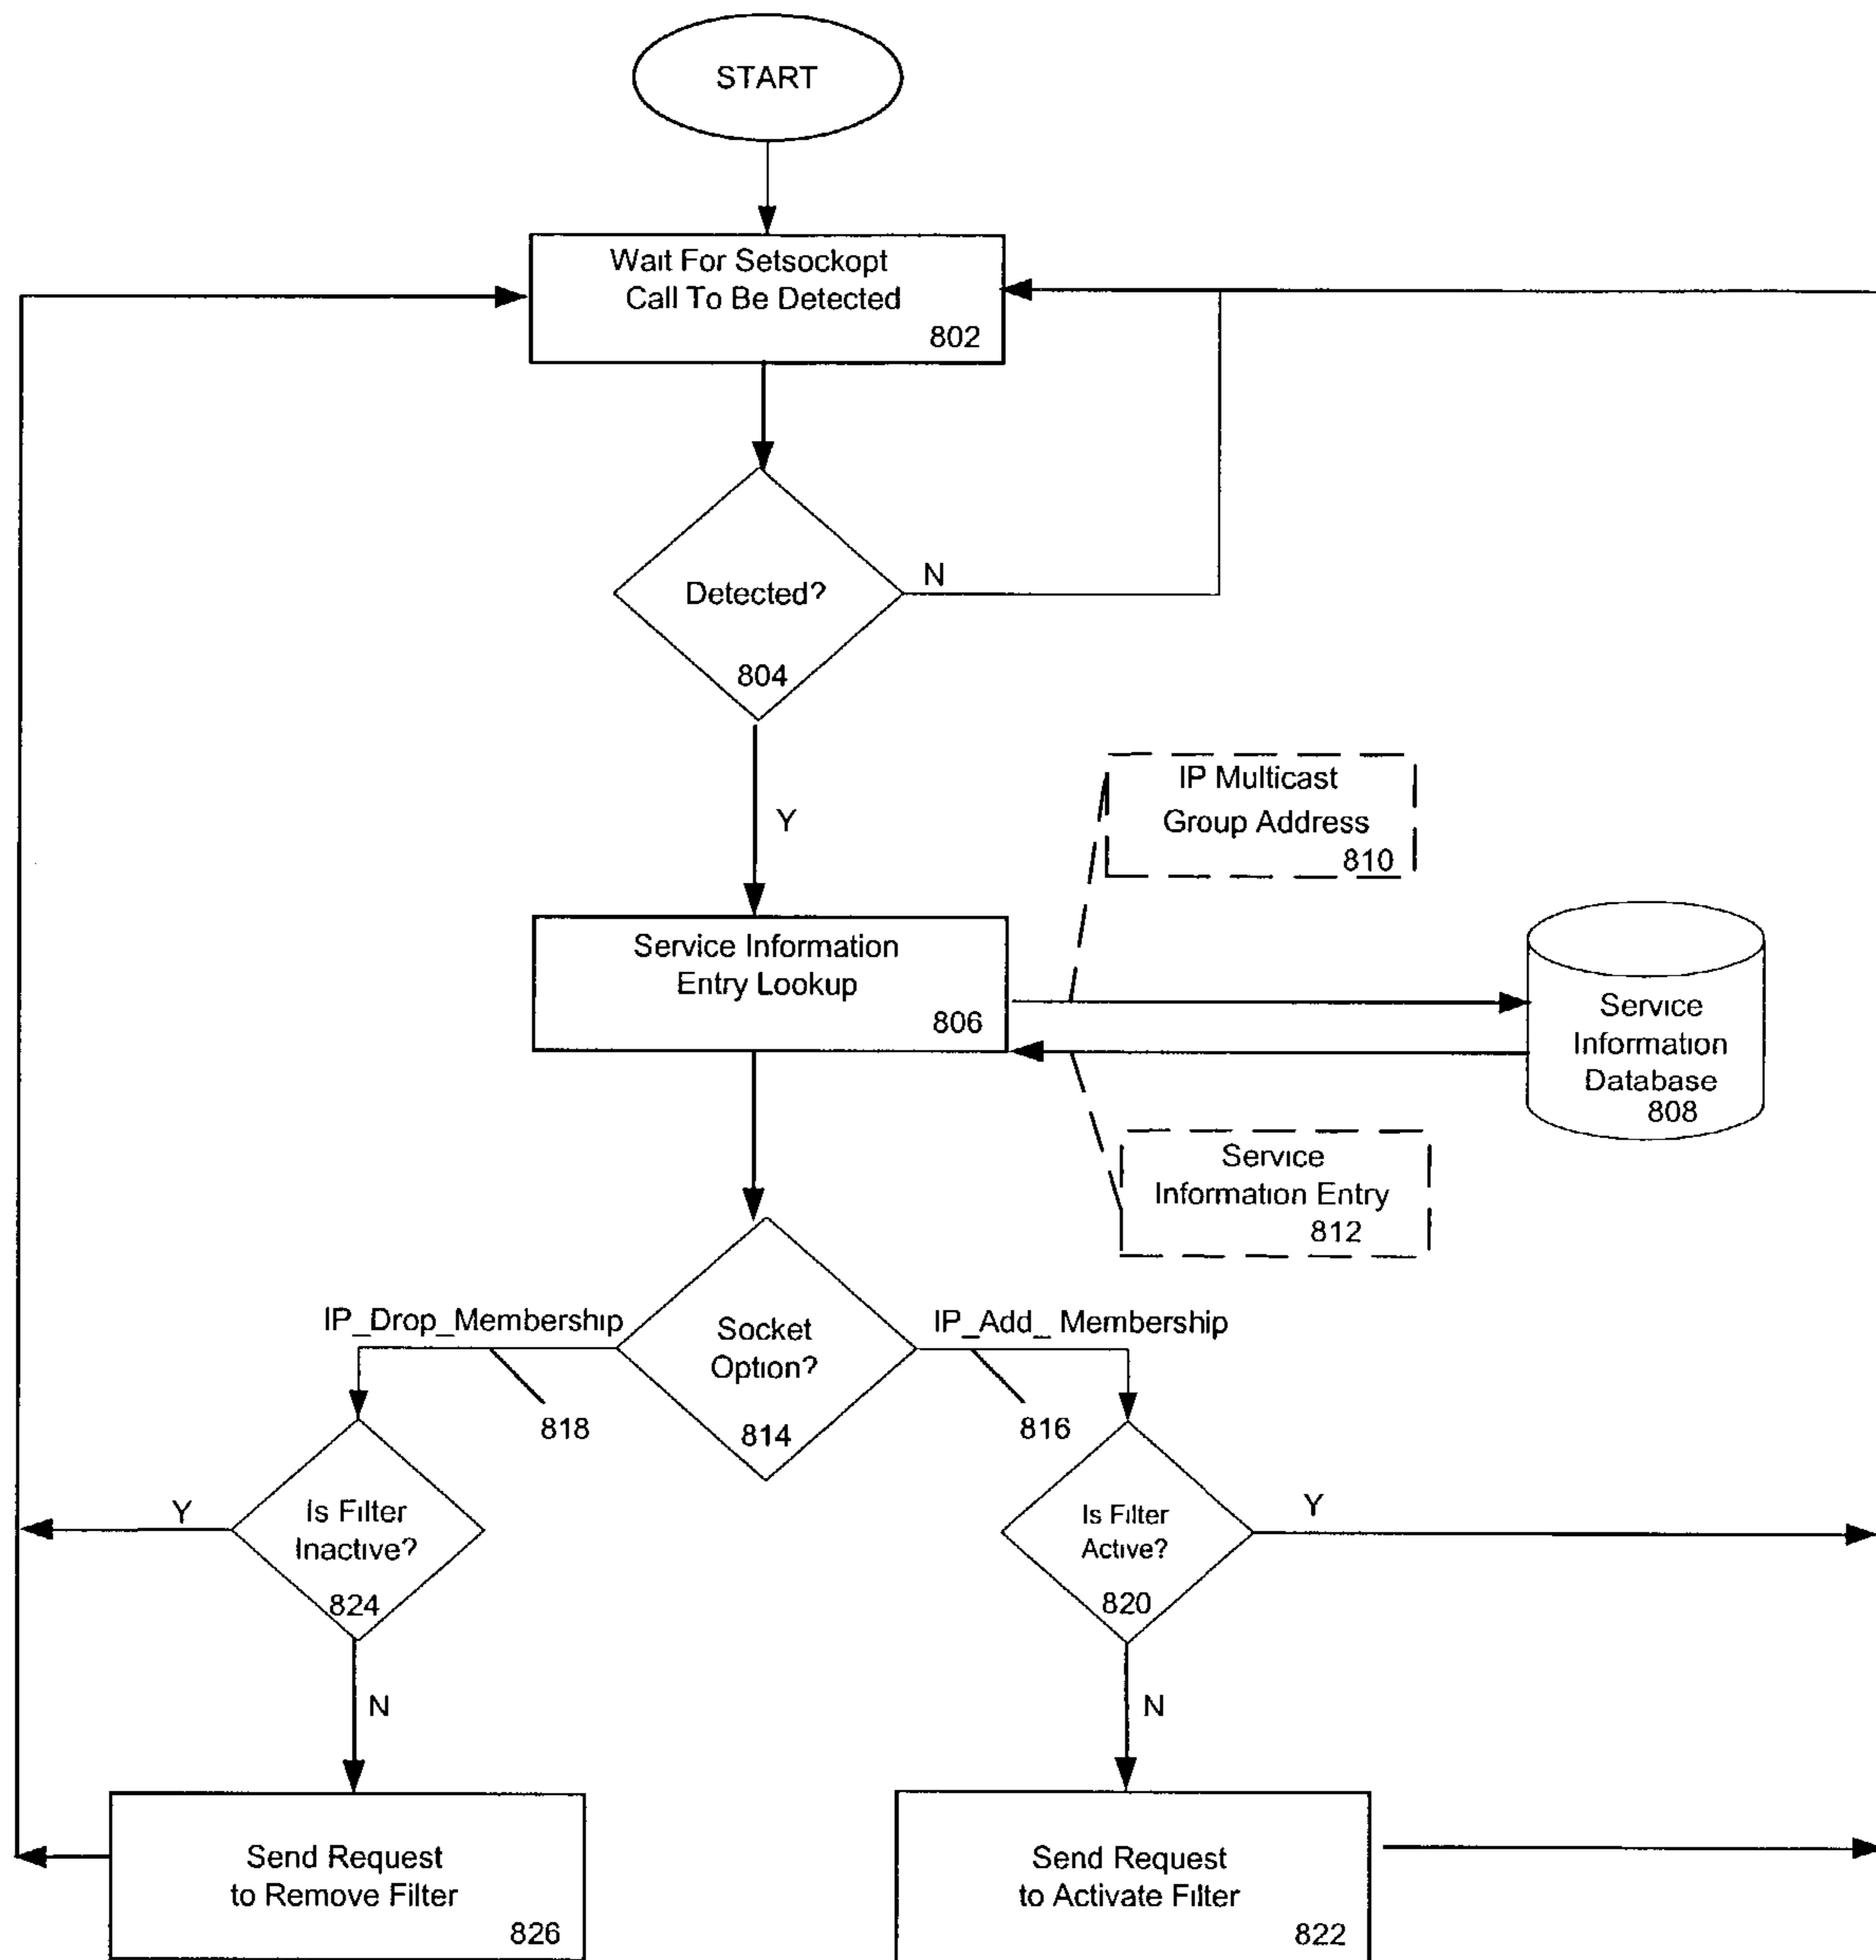 START
Wait For Setsockopt
Call To Be Detected
802
Detected?
N
804
Y
IP Multicast
Group Address
810
Service Information
Entry Lookup
806
Service
Information
Database
808
Service
Information Entry
812
IP_Drop_Membership
Socket
Option?
814
IP_Add_ Membership
818
816
Y
Is Filter
Inactive?
824
Is Filter
Active?
820
Y
N
N
Send Request
to Remove Filter
826
Send Request
to Activate Filter
822